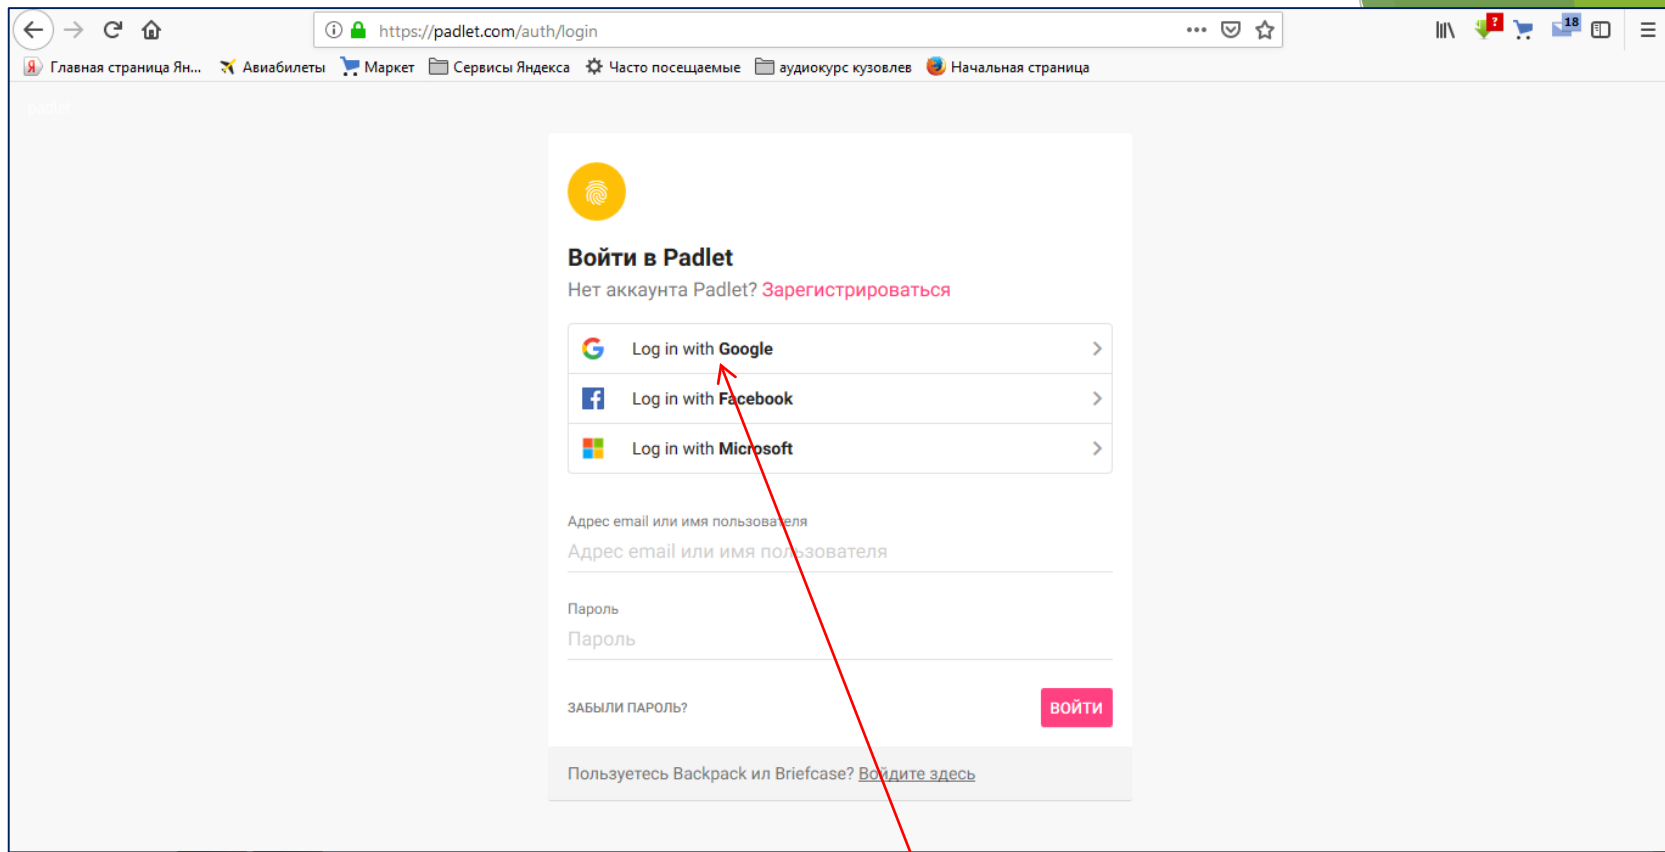 https://padlet.com/auth/login
18
?
Главная страница Ян... Авиабилеты Маркет Сервисы Яндекса Часто посещаемые аудиокурс кузовлев Начальная страница
padlet
Войти в Padlet
Нет аккаунта Padlet? Зарегистрироваться
Log in with Google
Log in with Facebook
Log in with Microsoft
Адрес email или имя пользователя
Адрес email или имя пользователя
Пароль
Пароль
ЗАБЫЛИ ПАРОЛЬ?
ВОЙТИ
Пользуетесь Backpack ил Briefcase? Войдите здесь